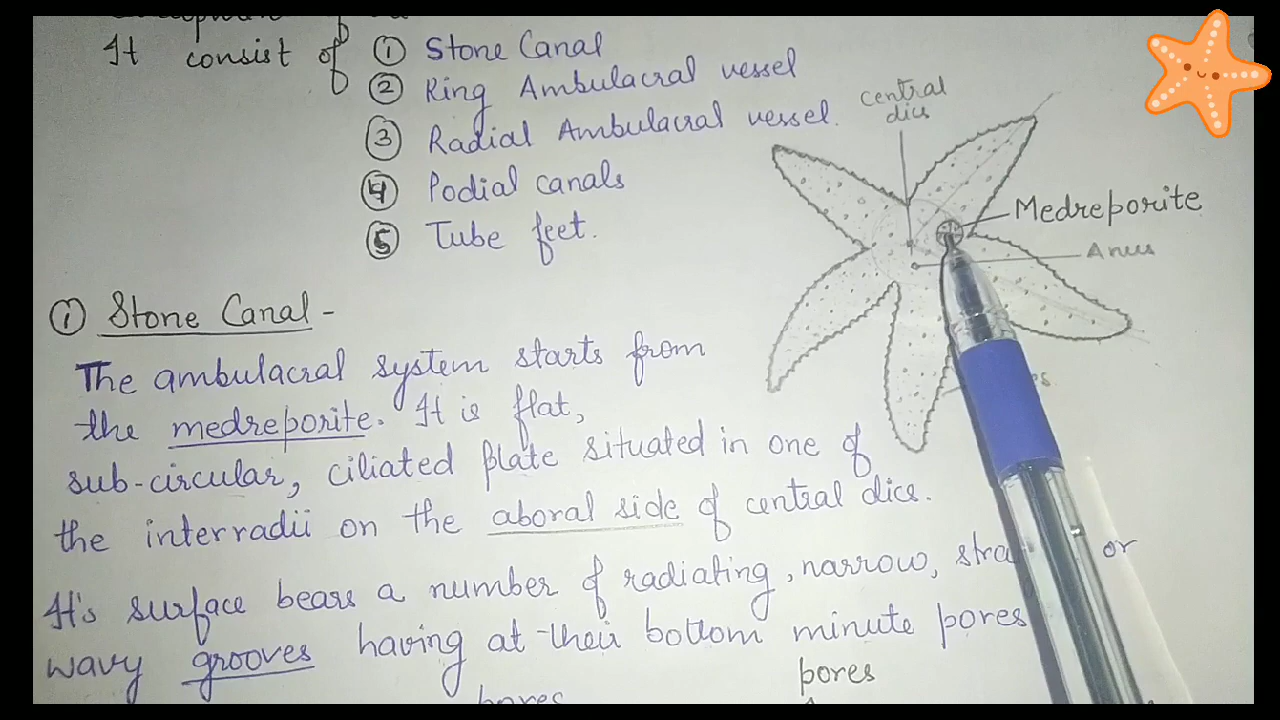 It consist of ① Stone Canal
② Ring Ambulacral vessel
③ Radial Ambulacral vessel.
④ Podial canals
⑤ Tube feet.
central
dics
Medreporite
Anus
① Stone Canal -
The ambulacral system starts from
the medreporite. It is flat,
sub-circular, ciliated plate situated in one of
the interradii on the aboral side of central dics.
It's surface bears a number of radiating, narrow, or
wavy grooves having at their bottom minute pores
pores
pores